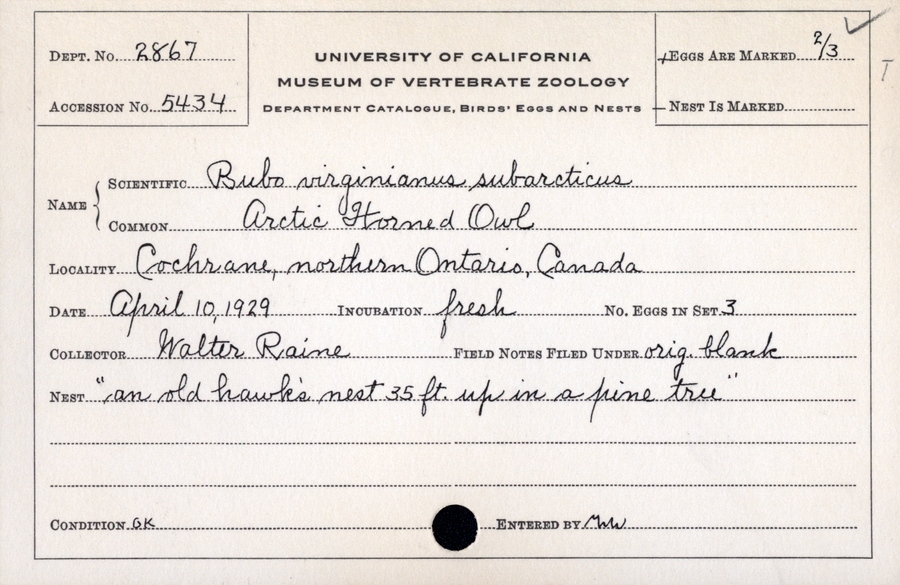 DEPT. NO. 2867
ACCESSION NO. 5434
UNIVERSITY OF CALIFORNIA
MUSEUM OF VERTEBRATE ZOOLOGY
DEPARTMENT CATALOGUE, BIRDS' EGGS AND NESTS
EGGS ARE MARKED 2/3
NEST IS MARKED
T
NAME
SCIENTIFIC Bubo virginianus subarcticus
COMMON Arctic Horned Owl
LOCALITY Cochrane, northern Ontario, Canada
DATE April 10, 1929 INCUBATION fresh NO. EGGS IN SET 3
COLLECTOR Walter Raine FIELD NOTES FILED UNDER orig. blank
NEST "an old hawk's nest 35 ft. up in a pine tree"
CONDITION OK ENTERED BY